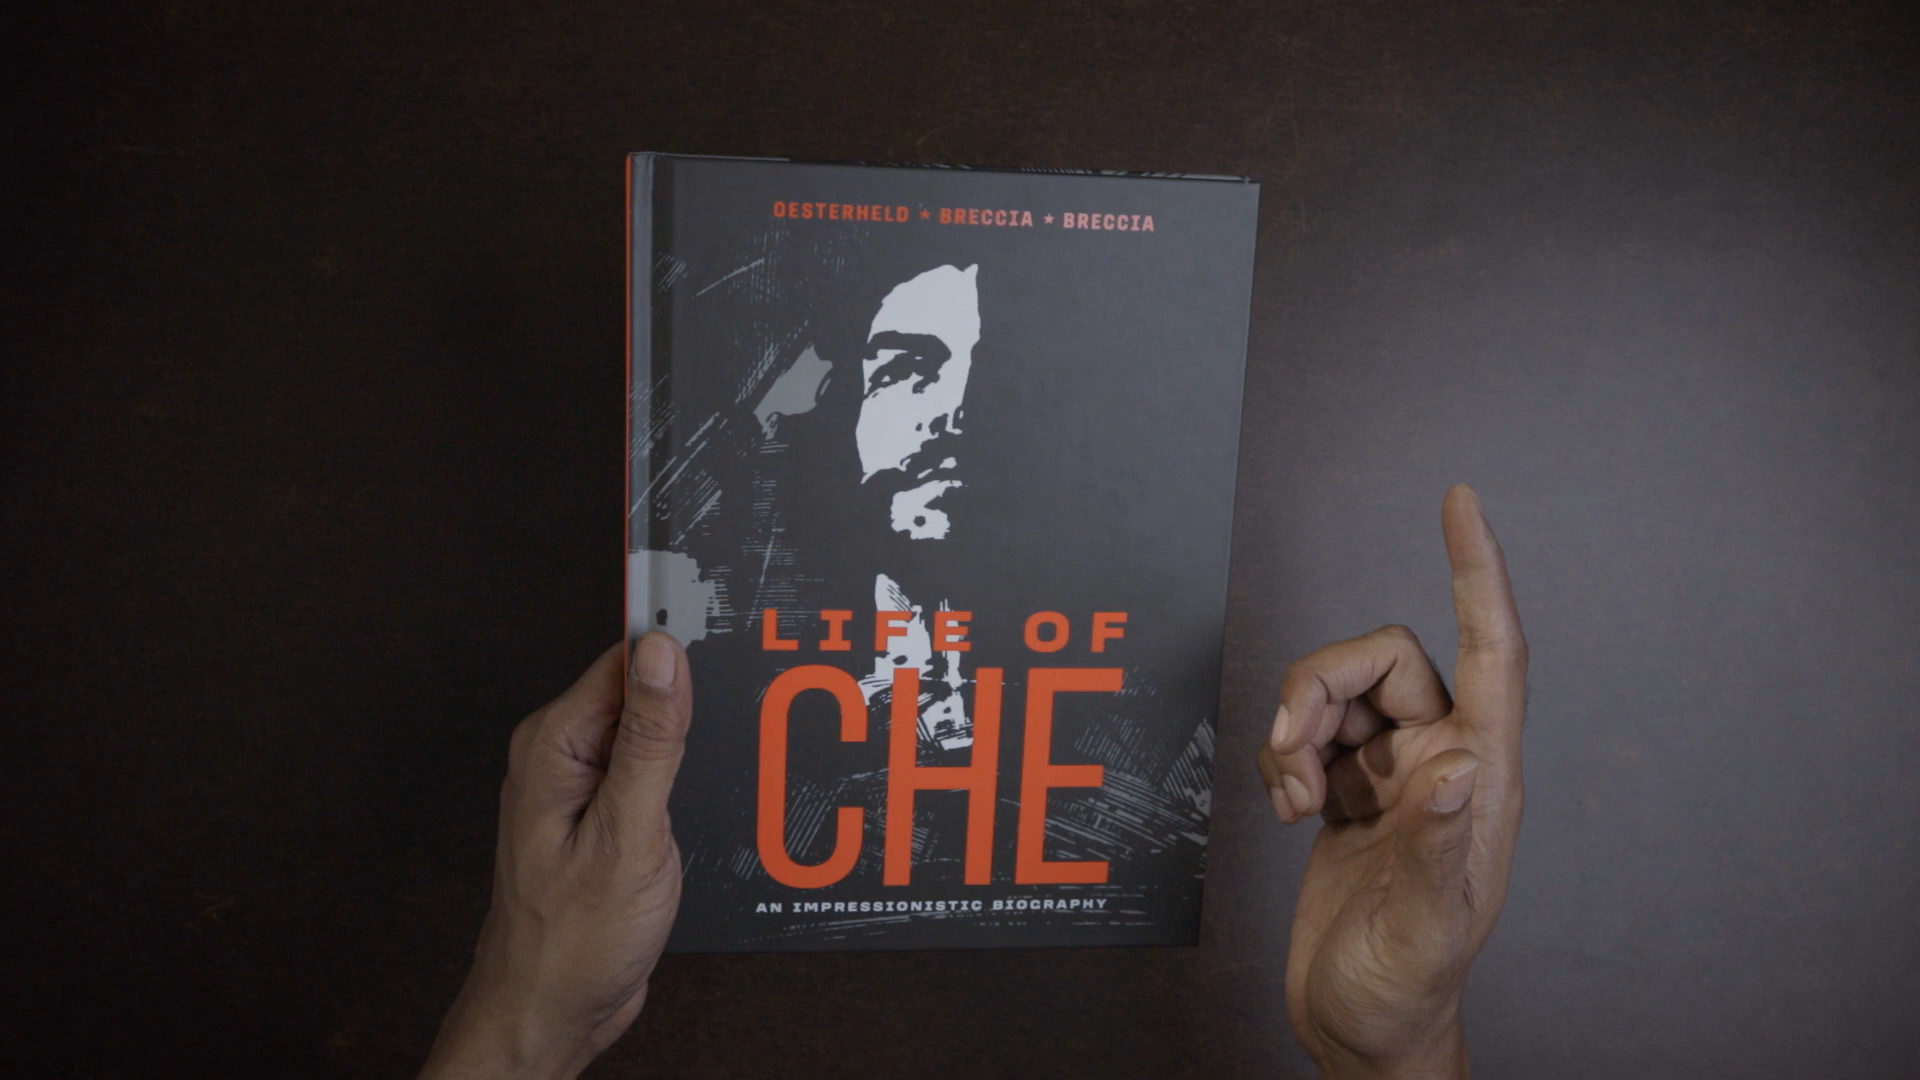 OESTERHELD ★ BRECCIA ★ BRECCIA
LIFE OF
CHE
AN IMPRESSIONISTIC BIOGRAPHY